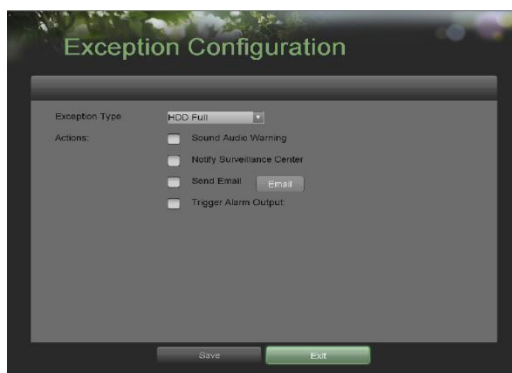 Exception Configuration
Exception Type HDD Full
Actions: Sound Audio Warning
Notify Surveillance Center
Send Email Email
Trigger Alarm Output
Save Exit